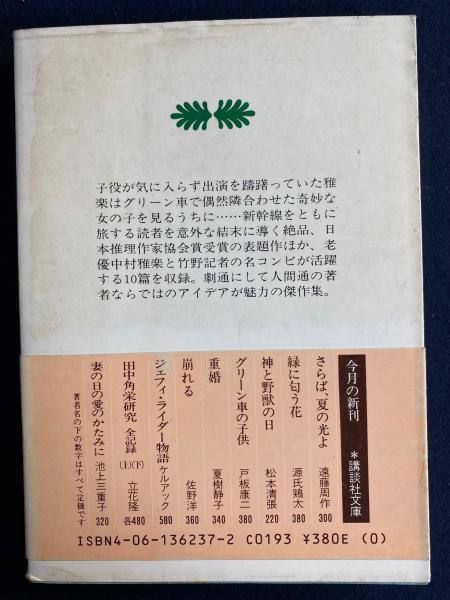 子役が気に入らず出演を躊躇っていた雅
楽はグリーン車で偶然隣合わせた奇妙な
女の子を見るうちに……新幹線をともに
旅する読者を意外な結末に導く絶品、日
本推理作家協会賞受賞の表題作ほか、老
優中村雅楽と竹野記者の名コンビが活躍
する10篇を収録。劇通にして人間通の著
者ならではのアイデアが魅力の傑作集。
今月の新刊 *講談社文庫
さらば、夏の光よ 遠藤周作 300
緑に匂う花 源氏鶏太 380
神と野獣の日 松本清張 220
グリーン車の子供 戸板康二 380
重婚 夏樹静子 340
崩れる 佐野洋 360
ジェフィ・ライダー物語 ケルアック 580
田中角栄研究 全記録 (上)(下) 立花隆 各480
妻の日の愛のかたみに 池上三重子 320
著者名の下の数字はすべて定価です
ISBN4-06-136237-2 C0193 ¥380E (0)